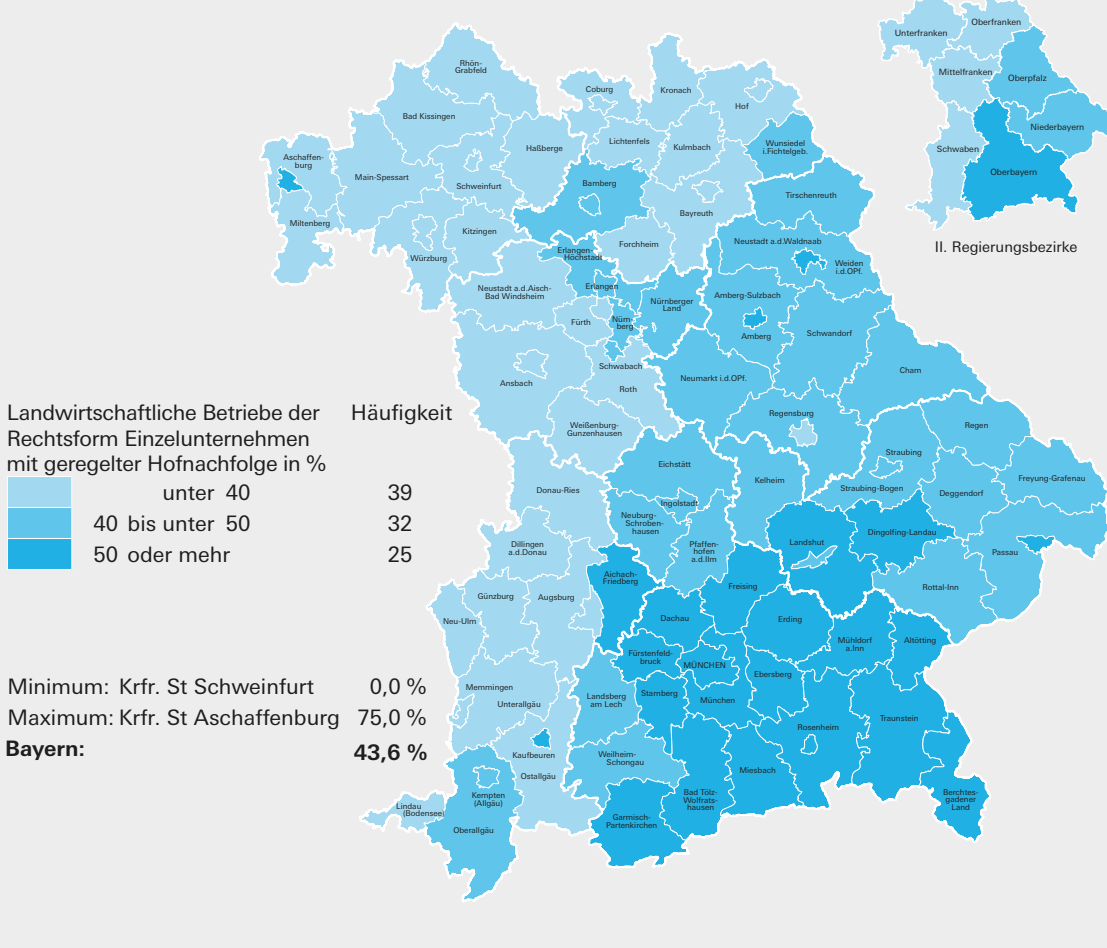 Unterfranken
Oberfranken
Mittelfranken
Oberpfalz
Niederbayern
Schwaben
Oberbayern
II. Regierungsbezirke
Rhön-
Grabfeld
Coburg
Kronach
Hof
Bad Kissingen
Lichtenfels
Kulmbach
Wunsiedel
i.Fichtelgeb.
Haßberge
Aschaffen-
burg
Main-Spessart
Schweinfurt
Bamberg
Bayreuth
Tirschenreuth
Miltenberg
Kitzingen
Würzburg
Forchheim
Erlangen-
Höchstadt
Neustadt a.d.Waldnaab
Weiden
i.d.OPf.
Neustadt a.d.Aisch-
Bad Windsheim
Erlangen
Nürnberger
Land
Amberg-Sulzbach
Fürth
Nürn-
berg
Amberg
Schwandorf
Schwabach
Ansbach
Roth
Neumarkt i.d.OPf.
Cham
Weißenburg-
Gunzenhausen
Regensburg
Regen
Eichstätt
Straubing
Kelheim
Freyung-Grafenau
Donau-Ries
Straubing-Bogen
Deggendorf
Ingolstadt
Neuburg-
Schroben-
hausen
Dillingen
a.d.Donau
Pfaffen-
hofen
a.d.Ilm
Landshut
Dingolfing-Landau
Passau
Aichach-
Friedberg
Freising
Rottal-Inn
Günzburg
Augsburg
Neu-Ulm
Dachau
Erding
Mühldorf
a.Inn
Altötting
Fürstenfeld-
bruck
MÜNCHEN
Ebersberg
Memmingen
Unterallgäu
Landsberg
am Lech
Starnberg
München
Rosenheim
Traunstein
Kaufbeuren
Ostallgäu
Weilheim-
Schongau
Miesbach
Kempten
(Allgäu)
Bad Tölz-
Wolfrats-
hausen
Berchtes-
gadener
Land
Lindau
(Bodensee)
Oberallgäu
Garmisch-
Partenkirchen
Landwirtschaftliche Betriebe der Häufigkeit
Rechtsform Einzelunternehmen
mit geregelter Hofnachfolge in %
unter 40 39
40 bis unter 50 32
50 oder mehr 25
Minimum: Krfr. St Schweinfurt 0,0 %
Maximum: Krfr. St Aschaffenburg 75,0 %
Bayern: 43,6 %